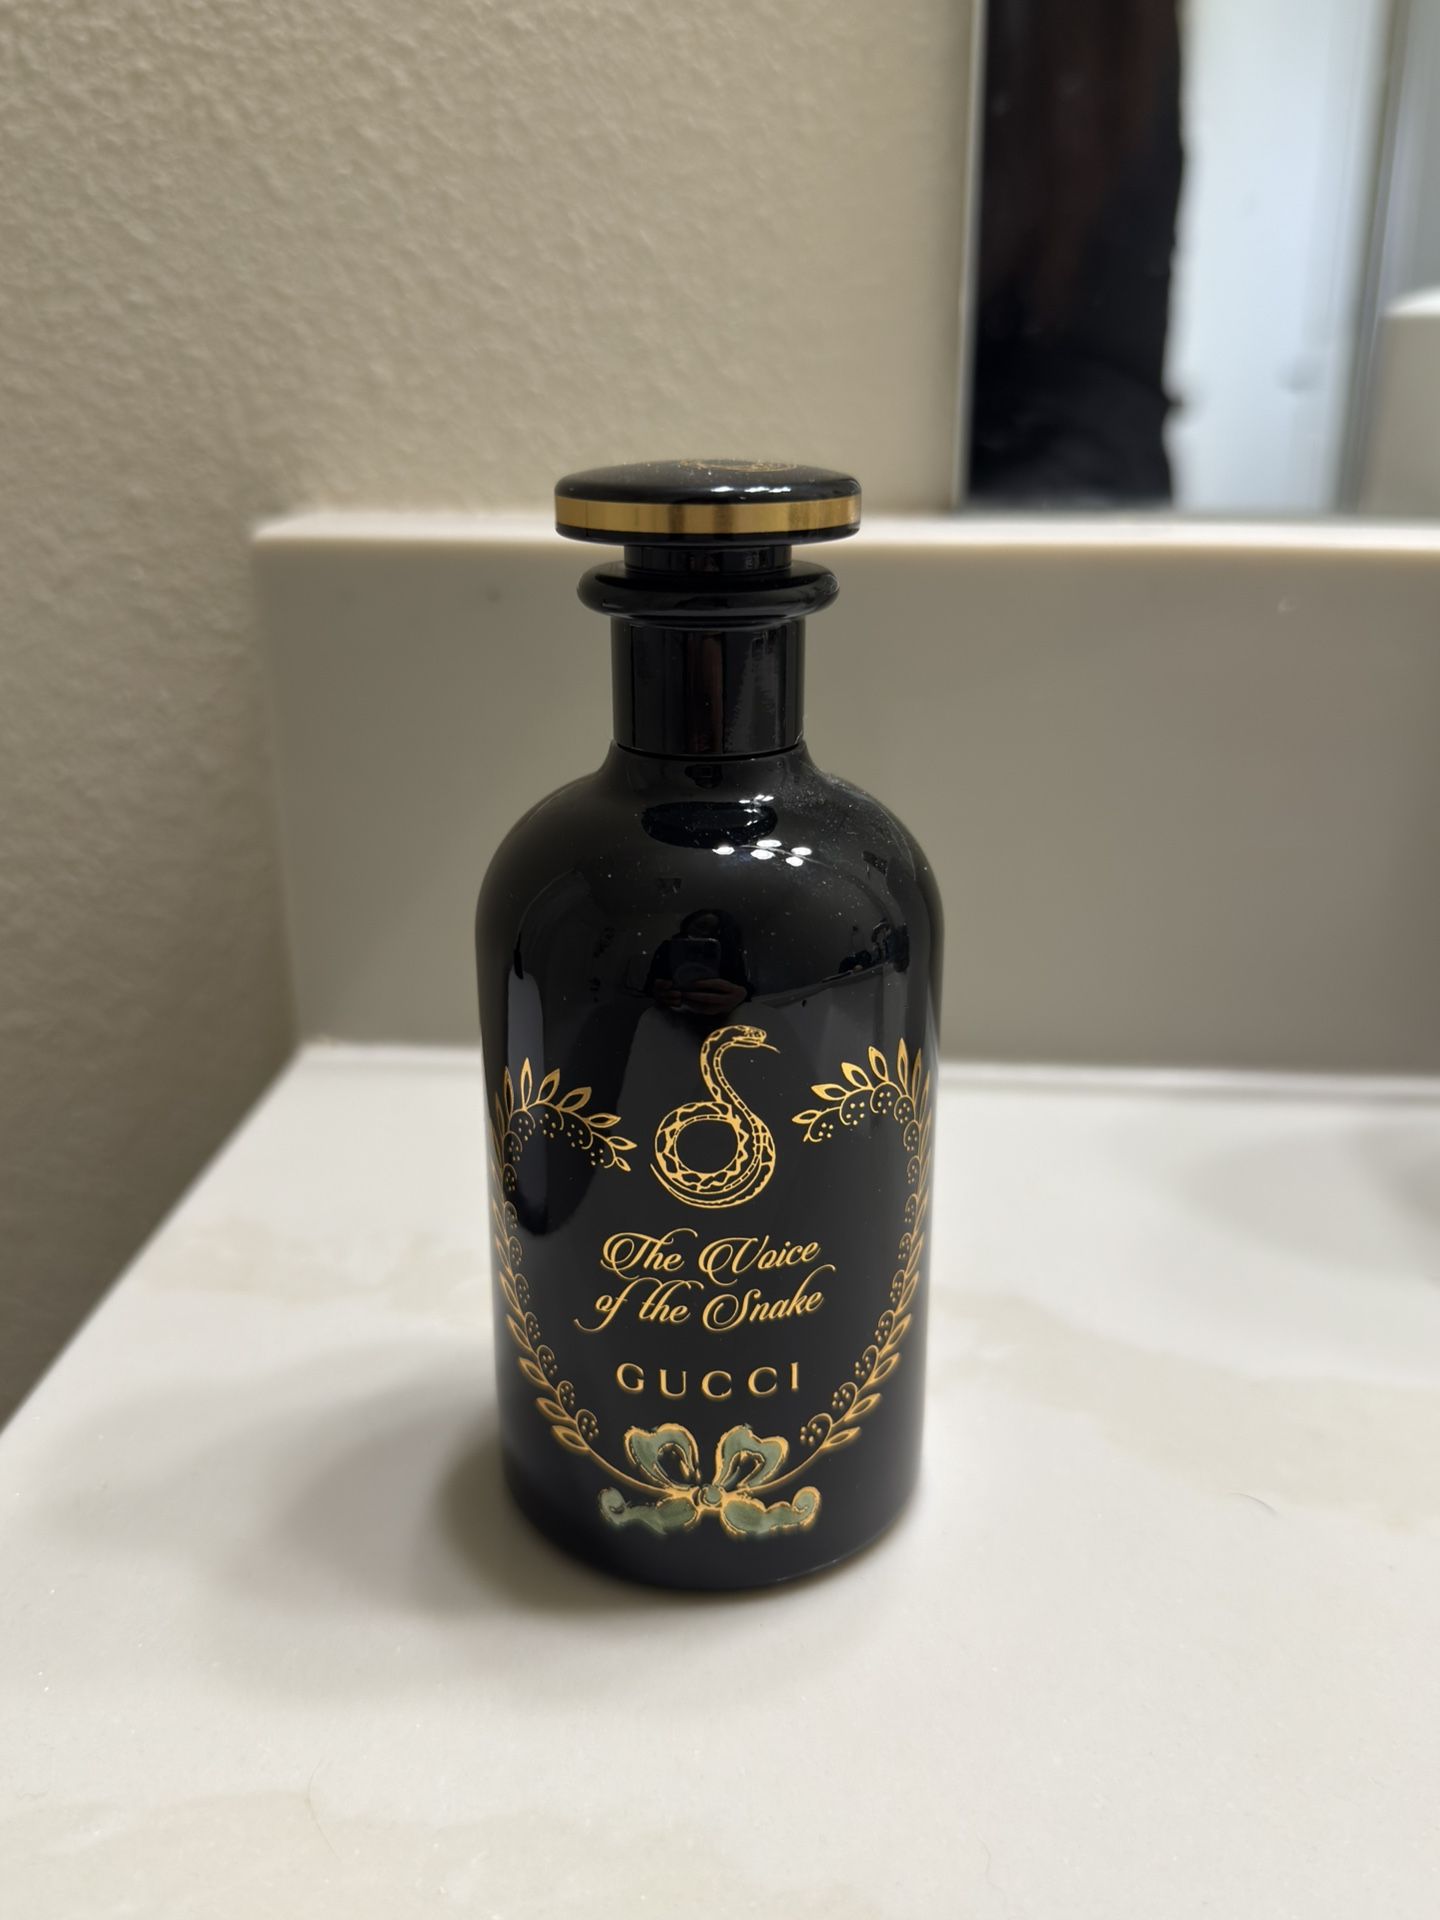 The Voice
of the Snake
GUCCI